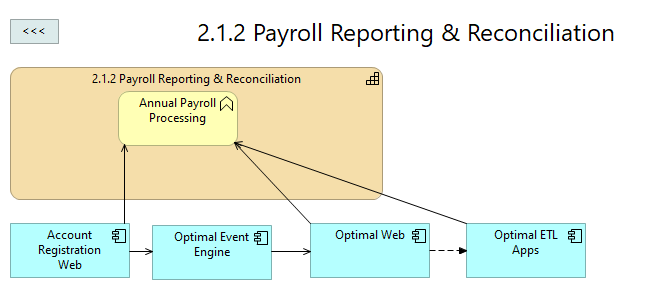 <<<
2.1.2 Payroll Reporting & Reconciliation
2.1.2 Payroll Reporting & Reconciliation
Annual Payroll
Processing
Account
Registration
Web
Optimal Event
Engine
Optimal Web
Optimal ETL
Apps